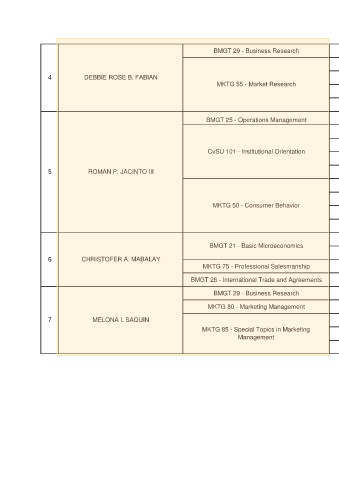 4
DEBBIE ROSE B. FABIAN
BMGT 29 - Business Research
MKTG 55 - Market Research
5
ROMAN P. JACINTO III
BMGT 25 - Operations Management
CvSU 101 - Institutional Orientation
MKTG 50 - Consumer Behavior
6
CHRISTOFER A. MABALAY
BMGT 21 - Basic Microeconomics
MKTG 75 - Professional Salesmanship
BMGT 26 - International Trade and Agreements
7
MELONA I. SAQUIN
BMGT 29 - Business Research
MKTG 80 - Marketing Management
MKTG 85 - Special Topics in Marketing
Management